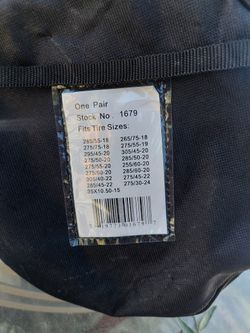 One Pair
Stock No. 1679
Fits Tire Sizes:
265/75-18
275/75-18 275/55-19
295/45-20 305/45-20
275/50-20 285/50-20
275/55-20 255/60-20
275/60-20 305/50-20
305/40-22 275/45-22
285/45-22 275/30-24
35X10.50-15